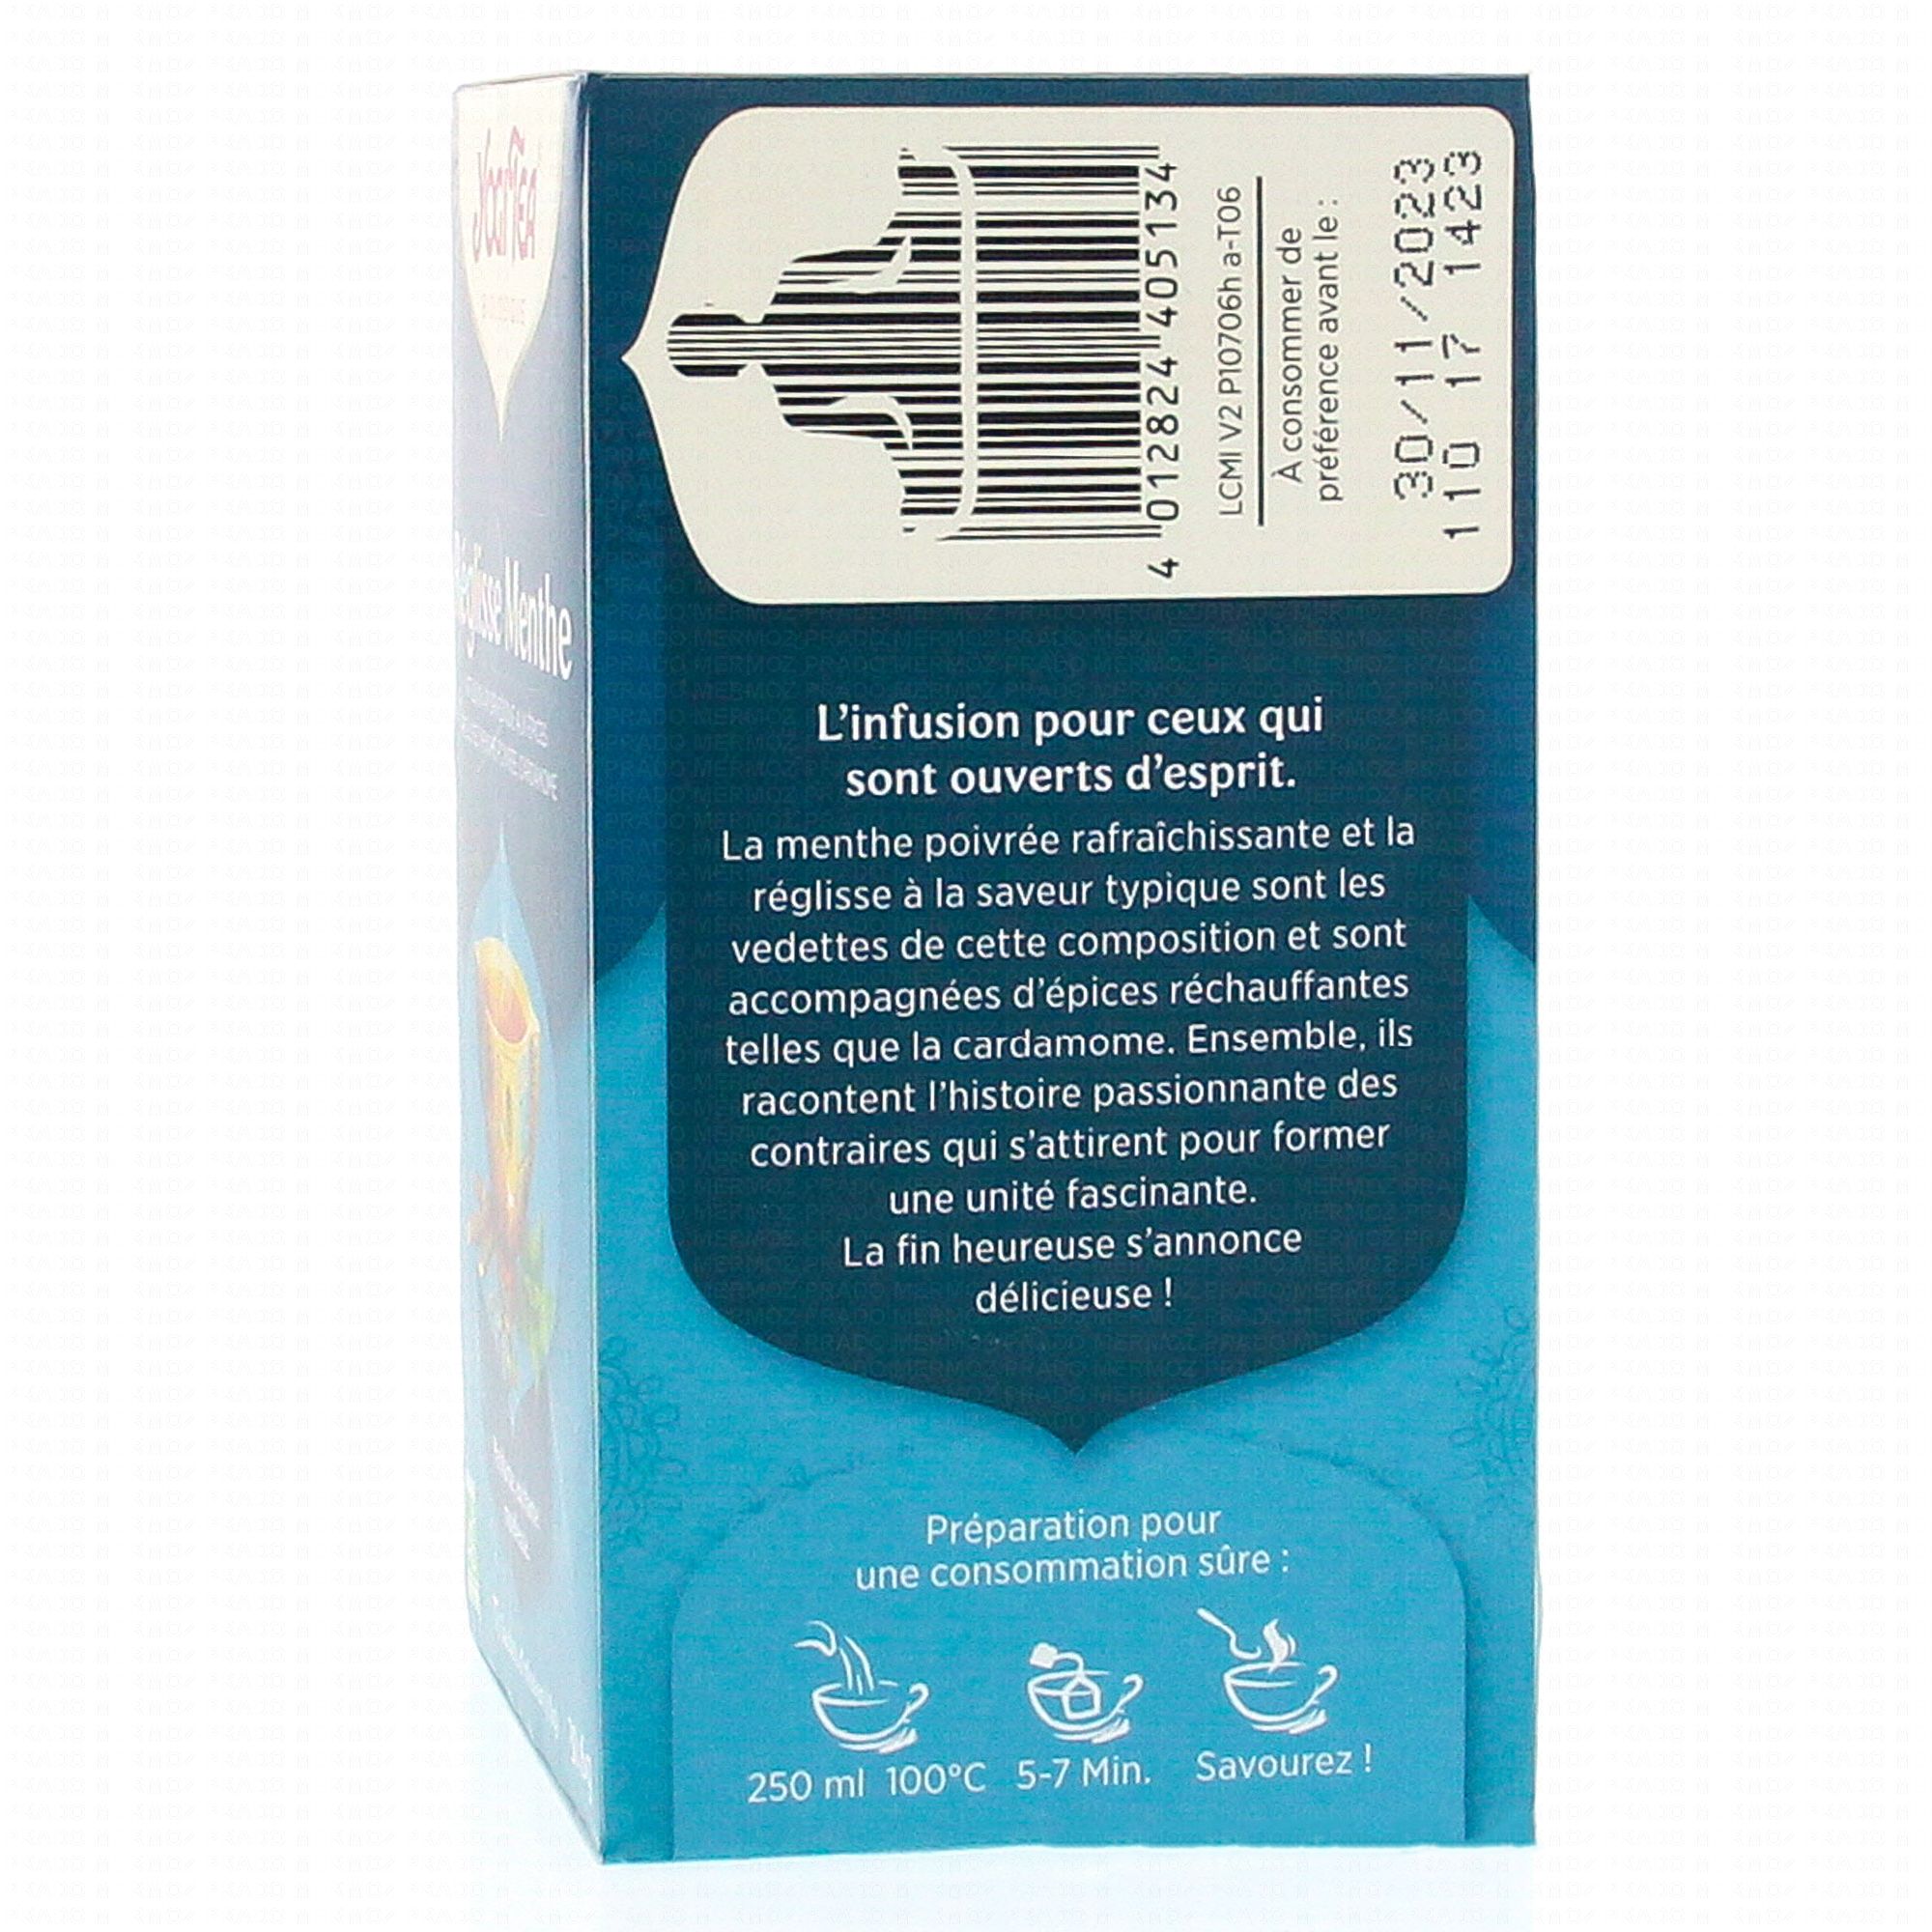 YogiTea
Réglisse Menthe
4 012824 405134
LCMI V2 P10706h a-T06
À consommer de
préférence avant le :
30/11/2023
110 17 1423
L'infusion pour ceux qui
sont ouverts d'esprit.
La menthe poivrée rafraîchissante et la
réglisse à la saveur typique sont les
vedettes de cette composition et sont
accompagnées d'épices réchauffantes
telles que la cardamome. Ensemble, ils
racontent l'histoire passionnante des
contraires qui s'attirent pour former
une unité fascinante.
La fin heureuse s'annonce
délicieuse !
Préparation pour
une consommation sûre :
250 ml 100°C 5-7 Min. Savourez !